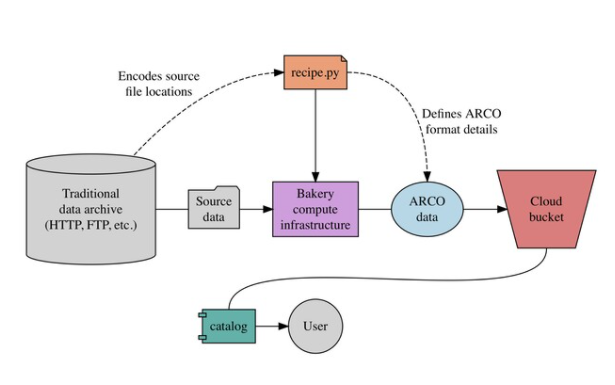 recipe.py
Encodes source
file locations
Defines ARCO
format details
Traditional
data archive
(HTTP, FTP, etc.)
Source
data
Bakery
compute
infrastructure
ARCO
data
Cloud
bucket
catalog
User